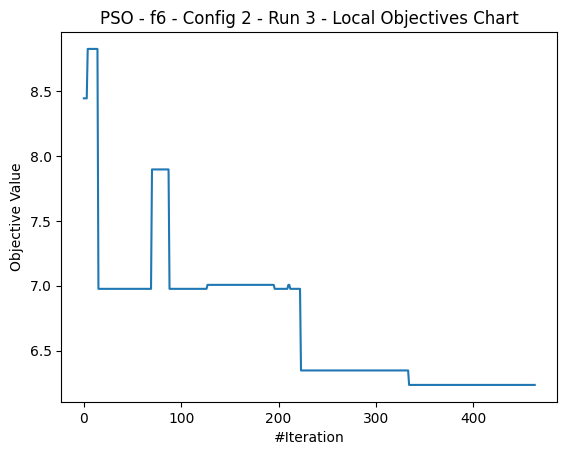 PSO - f6 - Config 2 - Run 3 - Local Objectives Chart
8.5
8.0
7.5
7.0
6.5
Objective Value
0 100 200 300 400
#Iteration